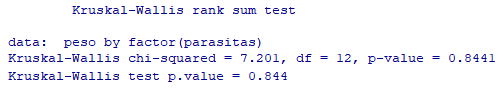 Kruskal-Wallis rank sum test
data:  peso by factor(parasitas)
Kruskal-Wallis chi-squared = 7.201, df = 12, p-value = 0.8441
Kruskal-Wallis test p.value = 0.844